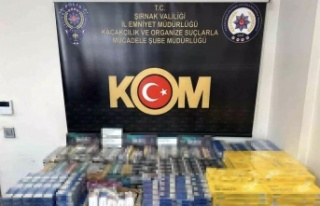 T.C.
ŞIRNAK VALİLİĞİ
İL EMNİYET MÜDÜRLÜĞÜ
KAÇAKÇILIK VE ORGANİZE SUÇLARLA
MÜCADELE ŞUBE MÜDÜRLÜĞÜ
KOM